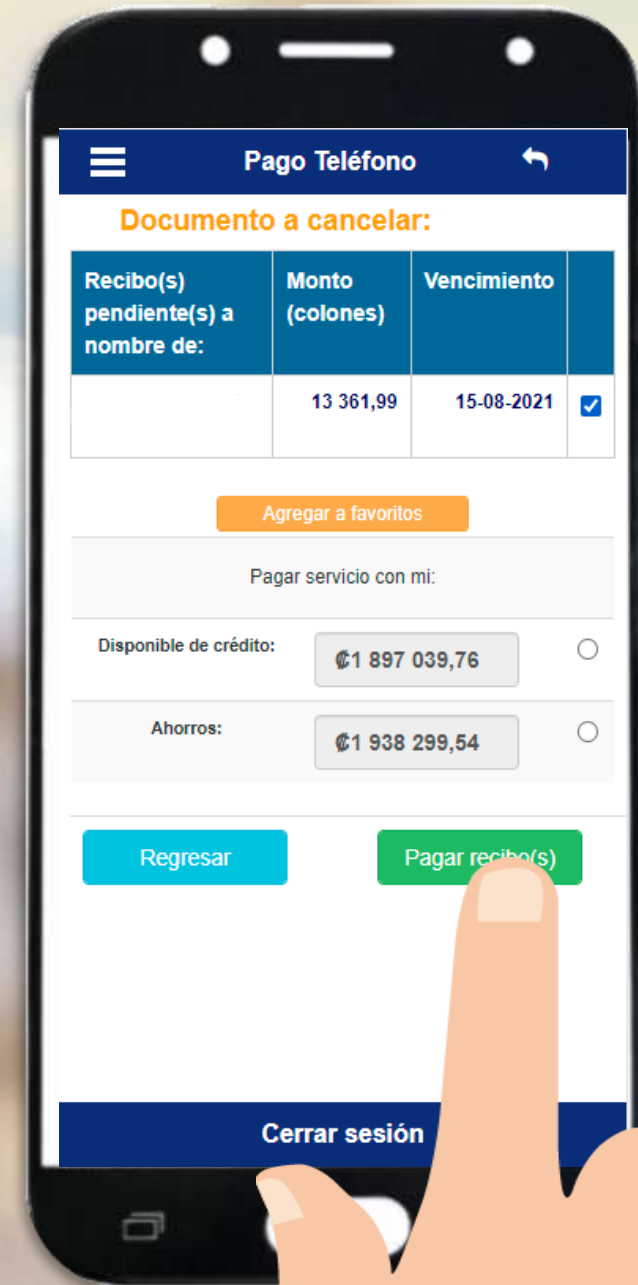 Pago Teléfono
Documento a cancelar:
Recibo(s)
pendiente(s) a
nombre de:
Monto
(colones)
Vencimiento
13 361,99
15-08-2021
Agregar a favoritos
Pagar servicio con mi:
Disponible de crédito:
₡1 897 039,76
Ahorros:
₡1 938 299,54
Regresar
Pagar recibo(s)
Cerrar sesión